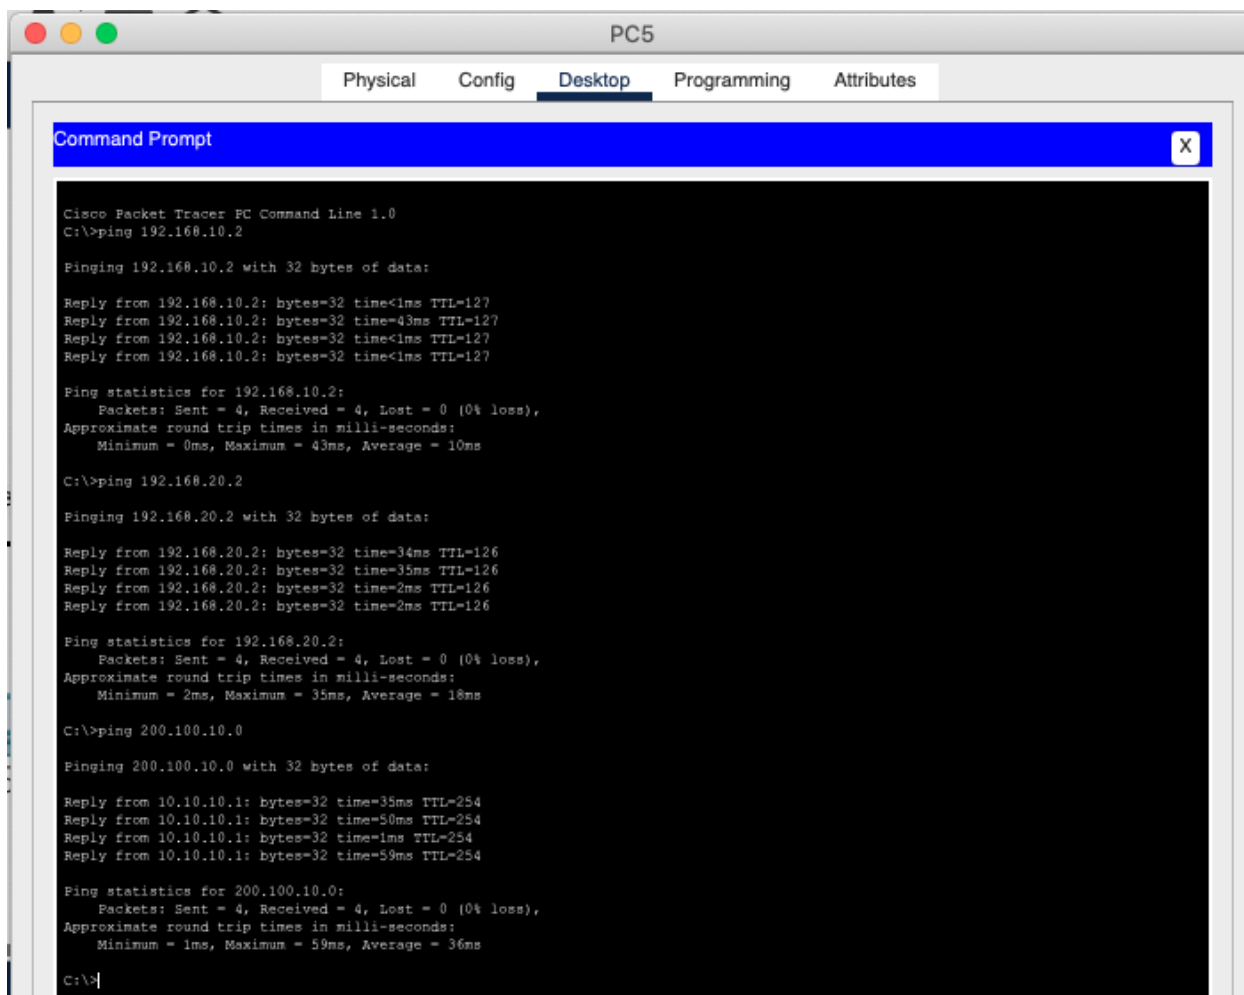 PC5
Physical Config Desktop Programming Attributes
Command Prompt
X
Cisco Packet Tracer PC Command Line 1.0
C:\>ping 192.168.10.2
Pinging 192.168.10.2 with 32 bytes of data:
Reply from 192.168.10.2: bytes=32 time<1ms TTL=127
Reply from 192.168.10.2: bytes=32 time=43ms TTL=127
Reply from 192.168.10.2: bytes=32 time<1ms TTL=127
Reply from 192.168.10.2: bytes=32 time<1ms TTL=127
Ping statistics for 192.168.10.2:
Packets: Sent = 4, Received = 4, Lost = 0 (0% loss),
Approximate round trip times in milli-seconds:
Minimum = 0ms, Maximum = 43ms, Average = 10ms
C:\>ping 192.168.20.2
Pinging 192.168.20.2 with 32 bytes of data:
Reply from 192.168.20.2: bytes=32 time=34ms TTL=126
Reply from 192.168.20.2: bytes=32 time=35ms TTL=126
Reply from 192.168.20.2: bytes=32 time=2ms TTL=126
Reply from 192.168.20.2: bytes=32 time=2ms TTL=126
Ping statistics for 192.168.20.2:
Packets: Sent = 4, Received = 4, Lost = 0 (0% loss),
Approximate round trip times in milli-seconds:
Minimum = 2ms, Maximum = 35ms, Average = 18ms
C:\>ping 200.100.10.0
Pinging 200.100.10.0 with 32 bytes of data:
Reply from 10.10.10.1: bytes=32 time=35ms TTL=254
Reply from 10.10.10.1: bytes=32 time=50ms TTL=254
Reply from 10.10.10.1: bytes=32 time=1ms TTL=254
Reply from 10.10.10.1: bytes=32 time=59ms TTL=254
Ping statistics for 200.100.10.0:
Packets: Sent = 4, Received = 4, Lost = 0 (0% loss),
Approximate round trip times in milli-seconds:
Minimum = 1ms, Maximum = 59ms, Average = 36ms
C:\>